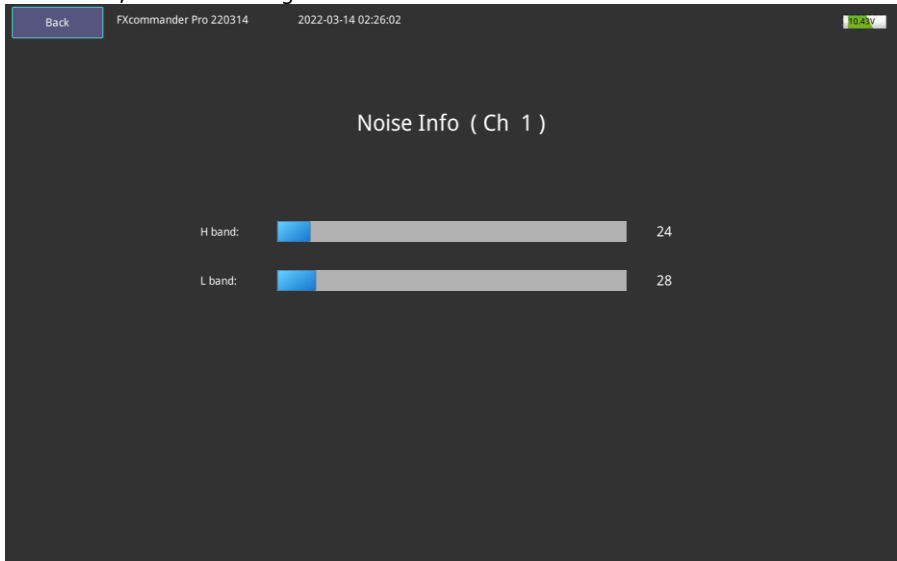 Back FXcommander Pro 220314 2022-03-14 02:26:02 10.43V
Noise Info ( Ch 1 )
H band: 24
L band: 28